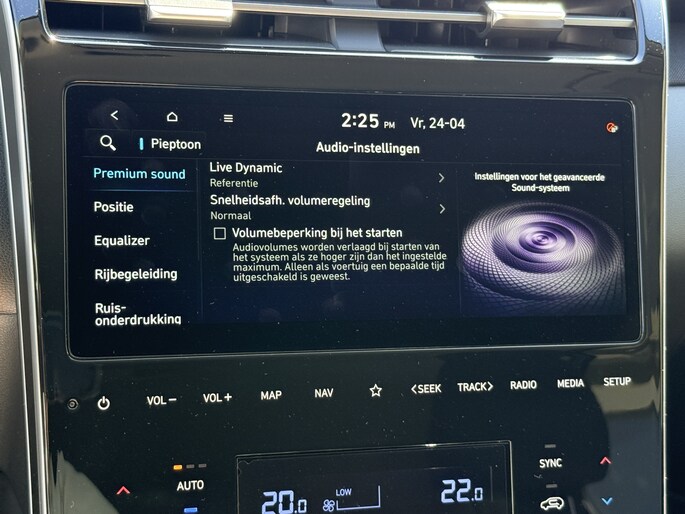 2:25 PM Vr, 24-04
Pieptoon
Audio-instellingen
Premium sound
Positie
Equalizer
Rijbegeleiding
Ruis-
onderdrukking
Live Dynamic
Referentie
Snelheidsafh. volumeregeling
Normaal
Volumebeperking bij het starten
Audiovolumes worden verlaagd bij starten van
het systeem als ze hoger zijn dan het ingestelde
maximum. Alleen als voertuig een bepaalde tijd
uitgeschakeld is geweest.
Instellingen voor het geavanceerde
Sound-systeem
VOL− VOL+ MAP NAV <SEEK TRACK> RADIO MEDIA SETUP
AUTO
20.0
LOW
22.0
SYNC